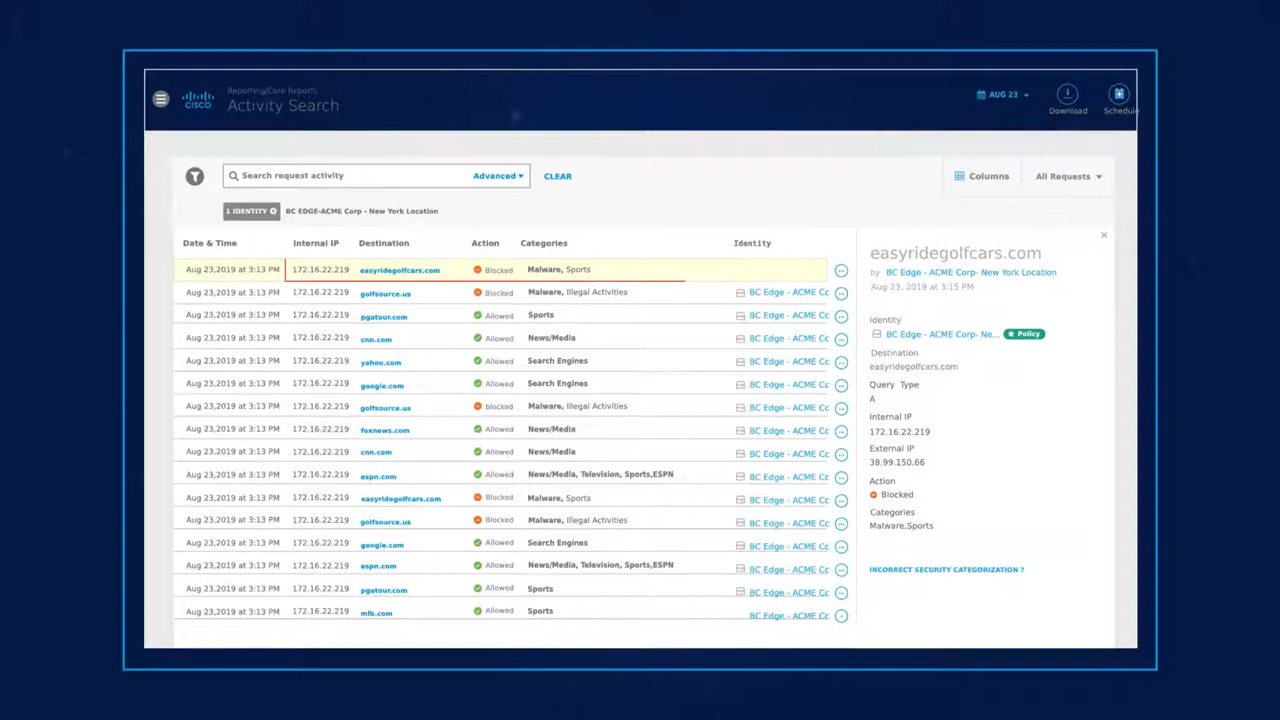 Reporting/Core Reports
CISCO
Activity Search
AUG 23
Download
Schedule
Search request activity
Advanced
CLEAR
Columns
All Requests
1 IDENTITY
BC EDGE-ACME Corp - New York Location
Date & Time Internal IP Destination Action Categories Identity
Aug 23,2019 at 3:13 PM 172.16.22.219 easyridegolfcars.com Blocked Malware, Sports
Aug 23,2019 at 3:13 PM 172.16.22.219 golfsource.us Blocked Malware, Illegal Activities BC Edge - ACME Cc
Aug 23,2019 at 3:13 PM 172.16.22.219 pgatour.com Allowed Sports BC Edge - ACME Cc
Aug 23,2019 at 3:13 PM 172.16.22.219 cnn.com Allowed News/Media BC Edge - ACME Cc
Aug 23,2019 at 3:13 PM 172.16.22.219 yahoo.com Allowed Search Engines BC Edge - ACME Cc
Aug 23,2019 at 3:13 PM 172.16.22.219 google.com Allowed Search Engines BC Edge - ACME Cc
Aug 23,2019 at 3:13 PM 172.16.22.219 golfsource.us blocked Malware, Illegal Activities BC Edge - ACME Cc
Aug 23,2019 at 3:13 PM 172.16.22.219 foxnews.com Allowed News/Media BC Edge - ACME Cc
Aug 23,2019 at 3:13 PM 172.16.22.219 cnn.com Allowed News/Media BC Edge - ACME Cc
Aug 23,2019 at 3:13 PM 172.16.22.219 espn.com Allowed News/Media, Television, Sports,ESPN BC Edge - ACME Cc
Aug 23,2019 at 3:13 PM 172.16.22.219 easyridegolfcars.com Blocked Malware, Sports BC Edge - ACME Cc
Aug 23,2019 at 3:13 PM 172.16.22.219 golfsource.us Blocked Malware, Illegal Activities BC Edge - ACME Cc
Aug 23,2019 at 3:13 PM 172.16.22.219 google.com Allowed Search Engines BC Edge - ACME Cc
Aug 23,2019 at 3:13 PM 172.16.22.219 espn.com Allowed News/Media, Television, Sports,ESPN BC Edge - ACME Cc
Aug 23,2019 at 3:13 PM 172.16.22.219 pgatour.com Allowed Sports BC Edge - ACME Cc
Aug 23,2019 at 3:13 PM 172.16.22.219 mlb.com Allowed Sports BC Edge - ACME Cc
easyridegolfcars.com
by BC Edge - ACME Corp- New York Location
Aug 23, 2019 at 3:15 PM
Identity
BC Edge - ACME Corp- Ne... Policy
Destination
easyridegolfcars.com
Query Type
A
Internal IP
172.16.22.219
External IP
38.99.150.66
Action
Blocked
Categories
Malware,Sports
INCORRECT SECURITY CATEGORIZATION ?